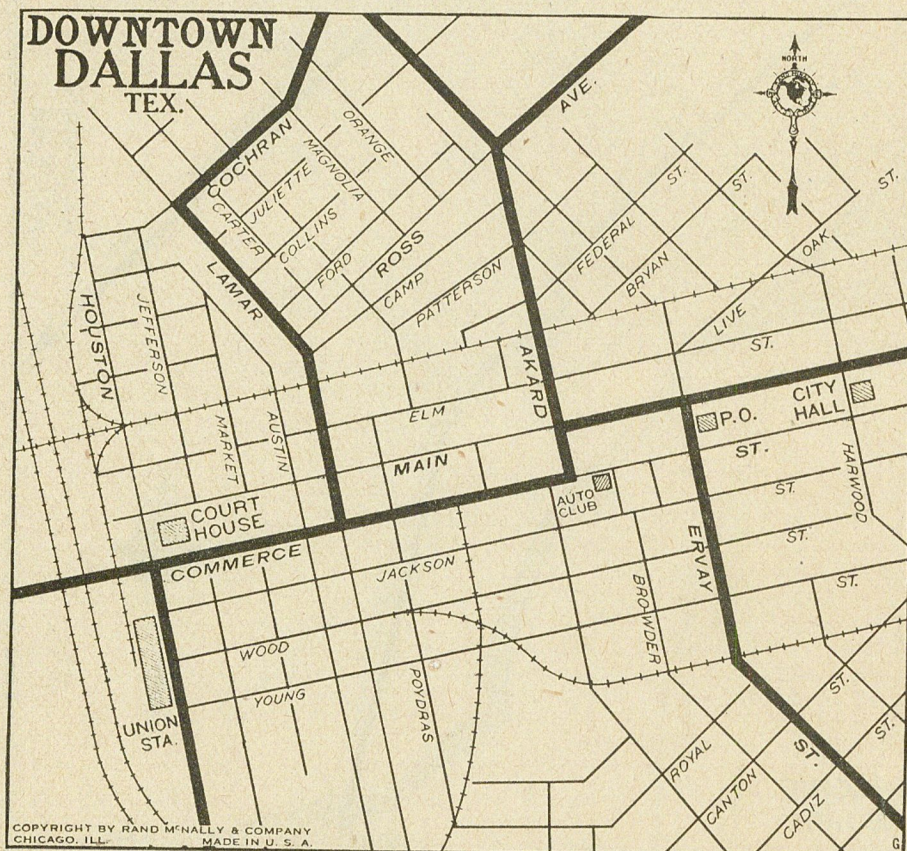 DOWNTOWN
DALLAS
TEX.
NORTH
AVE.
COCHRAN
ORANGE
MAGNOLIA
JULIETTE
CARTER
COLLINS
FORD
ROSS
CAMP
PATTERSON
FEDERAL
ST.
BRYAN
ST.
LIVE OAK
ST.
LAMAR
HOUSTON
JEFFERSON
MARKET
AUSTIN
AKARD
ELM
ST.
MAIN
ST.
P.O.
CITY
HALL
HARWOOD
AUTO
CLUB
COURT
HOUSE
COMMERCE
ST.
JACKSON
ST.
ERVAY
ST.
BROWDER
WOOD
ST.
YOUNG
POYDRAS
UNION
STA.
ROYAL
ST.
CANTON
ST.
CADIZ
COPYRIGHT BY RAND McNALLY & COMPANY
CHICAGO, ILL. MADE IN U. S. A.
G